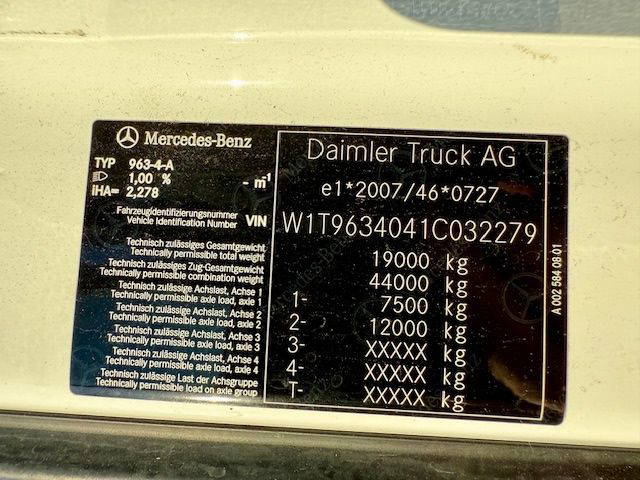 Mercedes-Benz
Daimler Truck AG
TYP 963-4-A
1,00 % - m⁻¹
iHA= 2,278
e1*2007/46*0727
Fahrzeugidentifizierungsnummer
Vehicle Identification Number VIN
W1T9634041C032279
Technisch zulässiges Gesamtgewicht
Technically permissible total weight
19000 kg
Technisch zulässiges Zug-Gesamtgewicht
Technically permissible combination weight
44000 kg
Technisch zulässige Achslast, Achse 1
Technically permissible axle load, axle 1
1- 7500 kg
Technisch zulässige Achslast, Achse 2
Technically permissible axle load, axle 2
2- 12000 kg
Technisch zulässige Achslast, Achse 3
Technically permissible axle load, axle 3
3- XXXXX kg
Technisch zulässige Achslast, Achse 4
Technically permissible axle load, axle 4
4- XXXXX kg
Technisch zulässige Last der Achsgruppe
Technically permissible load on axle group
T- XXXXX kg
A 002 584 08 01